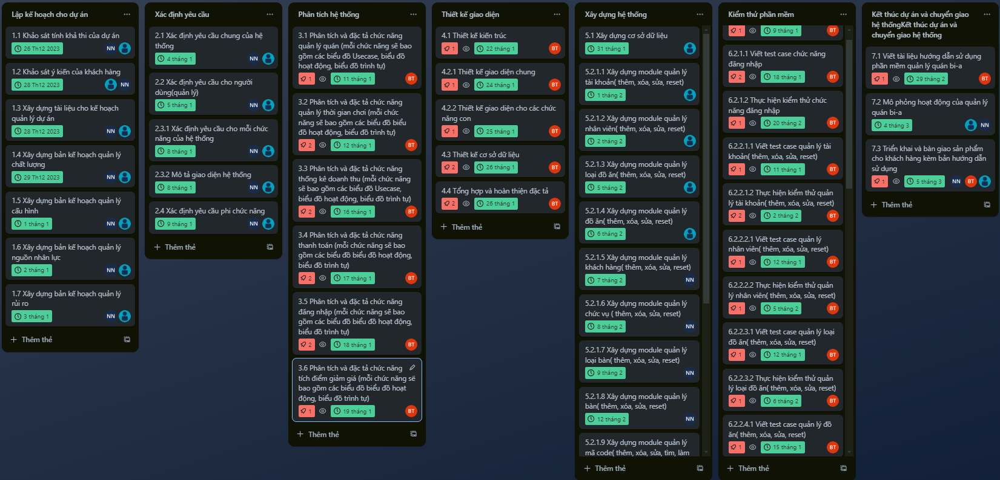 Lập kế hoạch cho dự án
1.1 Khảo sát tính khả thi của dự án
26 Th12 2023
NN
1.2 Khảo sát ý kiến của khách hàng
28 Th12 2023
NN
1.3 Xây dựng tài liệu cho kế hoạch
quản lý dự án
28 Th12 2023
NN
1.4 Xây dựng bản kế hoạch quản lý
chất lượng
29 Th12 2023
NN
1.5 Xây dựng bản kế hoạch quản lý
cấu hình
1 tháng 1
NN
1.6 Xây dựng bản kế hoạch quản lý
nguồn nhân lực
2 tháng 1
NN
1.7 Xây dựng bản kế hoạch quản lý
rủi ro
3 tháng 1
NN
Thêm thẻ
Xác định yêu cầu
2.1 Xác định yêu cầu chung của hệ
thống
4 tháng 1
NN
2.2 Xác định yêu cầu cho người
dùng(quản lý)
5 tháng 1
NN
2.3.1 Xác định yêu cầu cho mỗi chức
năng của hệ thống
8 tháng 1
NN
2.3.2 Mô tả giao diện hệ thống
8 tháng 1
NN
2.4 Xác định yêu cầu phi chức năng
9 tháng 1
NN
Thêm thẻ
Phân tích hệ thống
3.1 Phân tích và đặc tả chức năng
quản lý quán (mỗi chức năng sẽ bao
gồm các biểu đồ Usecase, biểu đồ
hoạt động, biểu đồ trình tự)
1
11 tháng 1
BT
3.2 Phân tích và đặc tả chức năng
quản lý thời gian chơi (mỗi chức
năng sẽ bao gồm các biểu đồ biểu
đồ hoạt động, biểu đồ trình tự)
2
12 tháng 1
BT
3.3 Phân tích và đặc tả chức năng
thống kê doanh thu (mỗi chức năng
sẽ bao gồm các biểu đồ Usecase,
biểu đồ hoạt động, biểu đồ trình tự)
2
16 tháng 1
BT
3.4 Phân tích và đặc tả chức năng
thanh toán (mỗi chức năng sẽ bao
gồm các biểu đồ biểu đồ hoạt động,
biểu đồ trình tự)
2
17 tháng 1
BT
3.5 Phân tích và đặc tả chức năng
đăng nhập (mỗi chức năng sẽ bao
gồm các biểu đồ biểu đồ hoạt động,
biểu đồ trình tự)
2
18 tháng 1
BT
3.6 Phân tích và đặc tả chức năng
tích điểm giảm giá (mỗi chức năng sẽ
bao gồm các biểu đồ biểu đồ hoạt
động, biểu đồ trình tự)
1
19 tháng 1
BT
Thêm thẻ
Thiết kế giao diện
4.1 Thiết kế kiến trúc
1
22 tháng 1
BT
4.2.1 Thiết kế giao diện chung
1
24 tháng 1
BT
4.2.2 Thiết kế giao diện cho các chức
năng con
1
25 tháng 1
BT
4.3 Thiết kế cơ sở dữ liệu
2
26 tháng 1
BT
4.4 Tổng hợp và hoàn thiện đặc tả
2
26 tháng 1
BT
Thêm thẻ
Xây dựng hệ thống
5.1 Xây dựng cơ sở dữ liệu
31 tháng 1
5.2.1.1 Xây dựng module quản lý
tài khoản( thêm, xóa, sửa, reset)
1 tháng 2
5.2.1.2 Xây dựng module quản lý
nhân viên( thêm, xóa, sửa, reset)
2 tháng 2
5.2.1.3 Xây dựng module quản lý
loại đồ ăn( thêm, xóa, sửa, reset)
5 tháng 2
5.2.1.4 Xây dựng module quản lý
đồ ăn( thêm, xóa, sửa, reset)
6 tháng 2
5.2.1.5 Xây dựng module quản lý
khách hàng( thêm, xóa, sửa, reset)
7 tháng 2
NN
5.2.1.6 Xây dựng module quản lý
chức vụ ( thêm, xóa, sửa, reset)
8 tháng 2
NN
5.2.1.7 Xây dựng module quản lý
loại bàn( thêm, xóa, sửa, reset)
9 tháng 2
NN
5.2.1.8 Xây dựng module quản lý
bàn( thêm, xóa, sửa, reset)
12 tháng 2
NN
5.2.1.9 Xây dựng module quản lý
mã code( thêm, xóa, sửa, tìm, làm
Thêm thẻ
Kiểm thử phần mềm
1
9 tháng 1
BT
6.2.1.1 Viết test case chức năng
đăng nhập
2
18 tháng 1
BT
6.2.1.2 Thực hiện kiểm thử chức
năng đăng nhập
1
20 tháng 2
BT
6.2.2.1.1 Viết test case quản lý tài
khoản( thêm, xóa, sửa, reset)
1
11 tháng 1
BT
6.2.2.1.2 Thực hiện kiểm thử quản
lý tài khoản( thêm, xóa, sửa, reset)
2
2 tháng 2
BT
6.2.2.2.1 Viết test case quản lý
nhân viên( thêm, xóa, sửa, reset)
1
12 tháng 1
BT
6.2.2.2.2 Thực hiện kiểm thử quản
lý nhân viên( thêm, xóa, sửa, reset)
1
5 tháng 2
BT
6.2.2.3.1 Viết test case quản lý loại
đồ ăn( thêm, xóa, sửa, reset)
1
12 tháng 1
BT
6.2.2.3.2 Thực hiện kiểm thử quản
lý loại đồ ăn( thêm, xóa, sửa, reset)
1
6 tháng 2
BT
6.2.2.4.1 Viết test case quản lý đồ
ăn( thêm, xóa, sửa, reset)
1
15 tháng 1
BT
Thêm thẻ
Kết thúc dự án và chuyển giao
hệ thốngKết thúc dự án và
chuyển giao hệ thống
7.1 Viết tài liệu hướng dẫn sử dụng
phần mềm quản lý quán bi-a
1
29 tháng 2
BT
7.2 Mô phỏng hoạt động của quản lý
quán bi-a
4 tháng 3
NN
7.3 Triển khai và bàn giao sản phẩm
cho khách hàng kèm bản hướng dẫn
sử dụng
1
5 tháng 3
NN
BT
Thêm thẻ